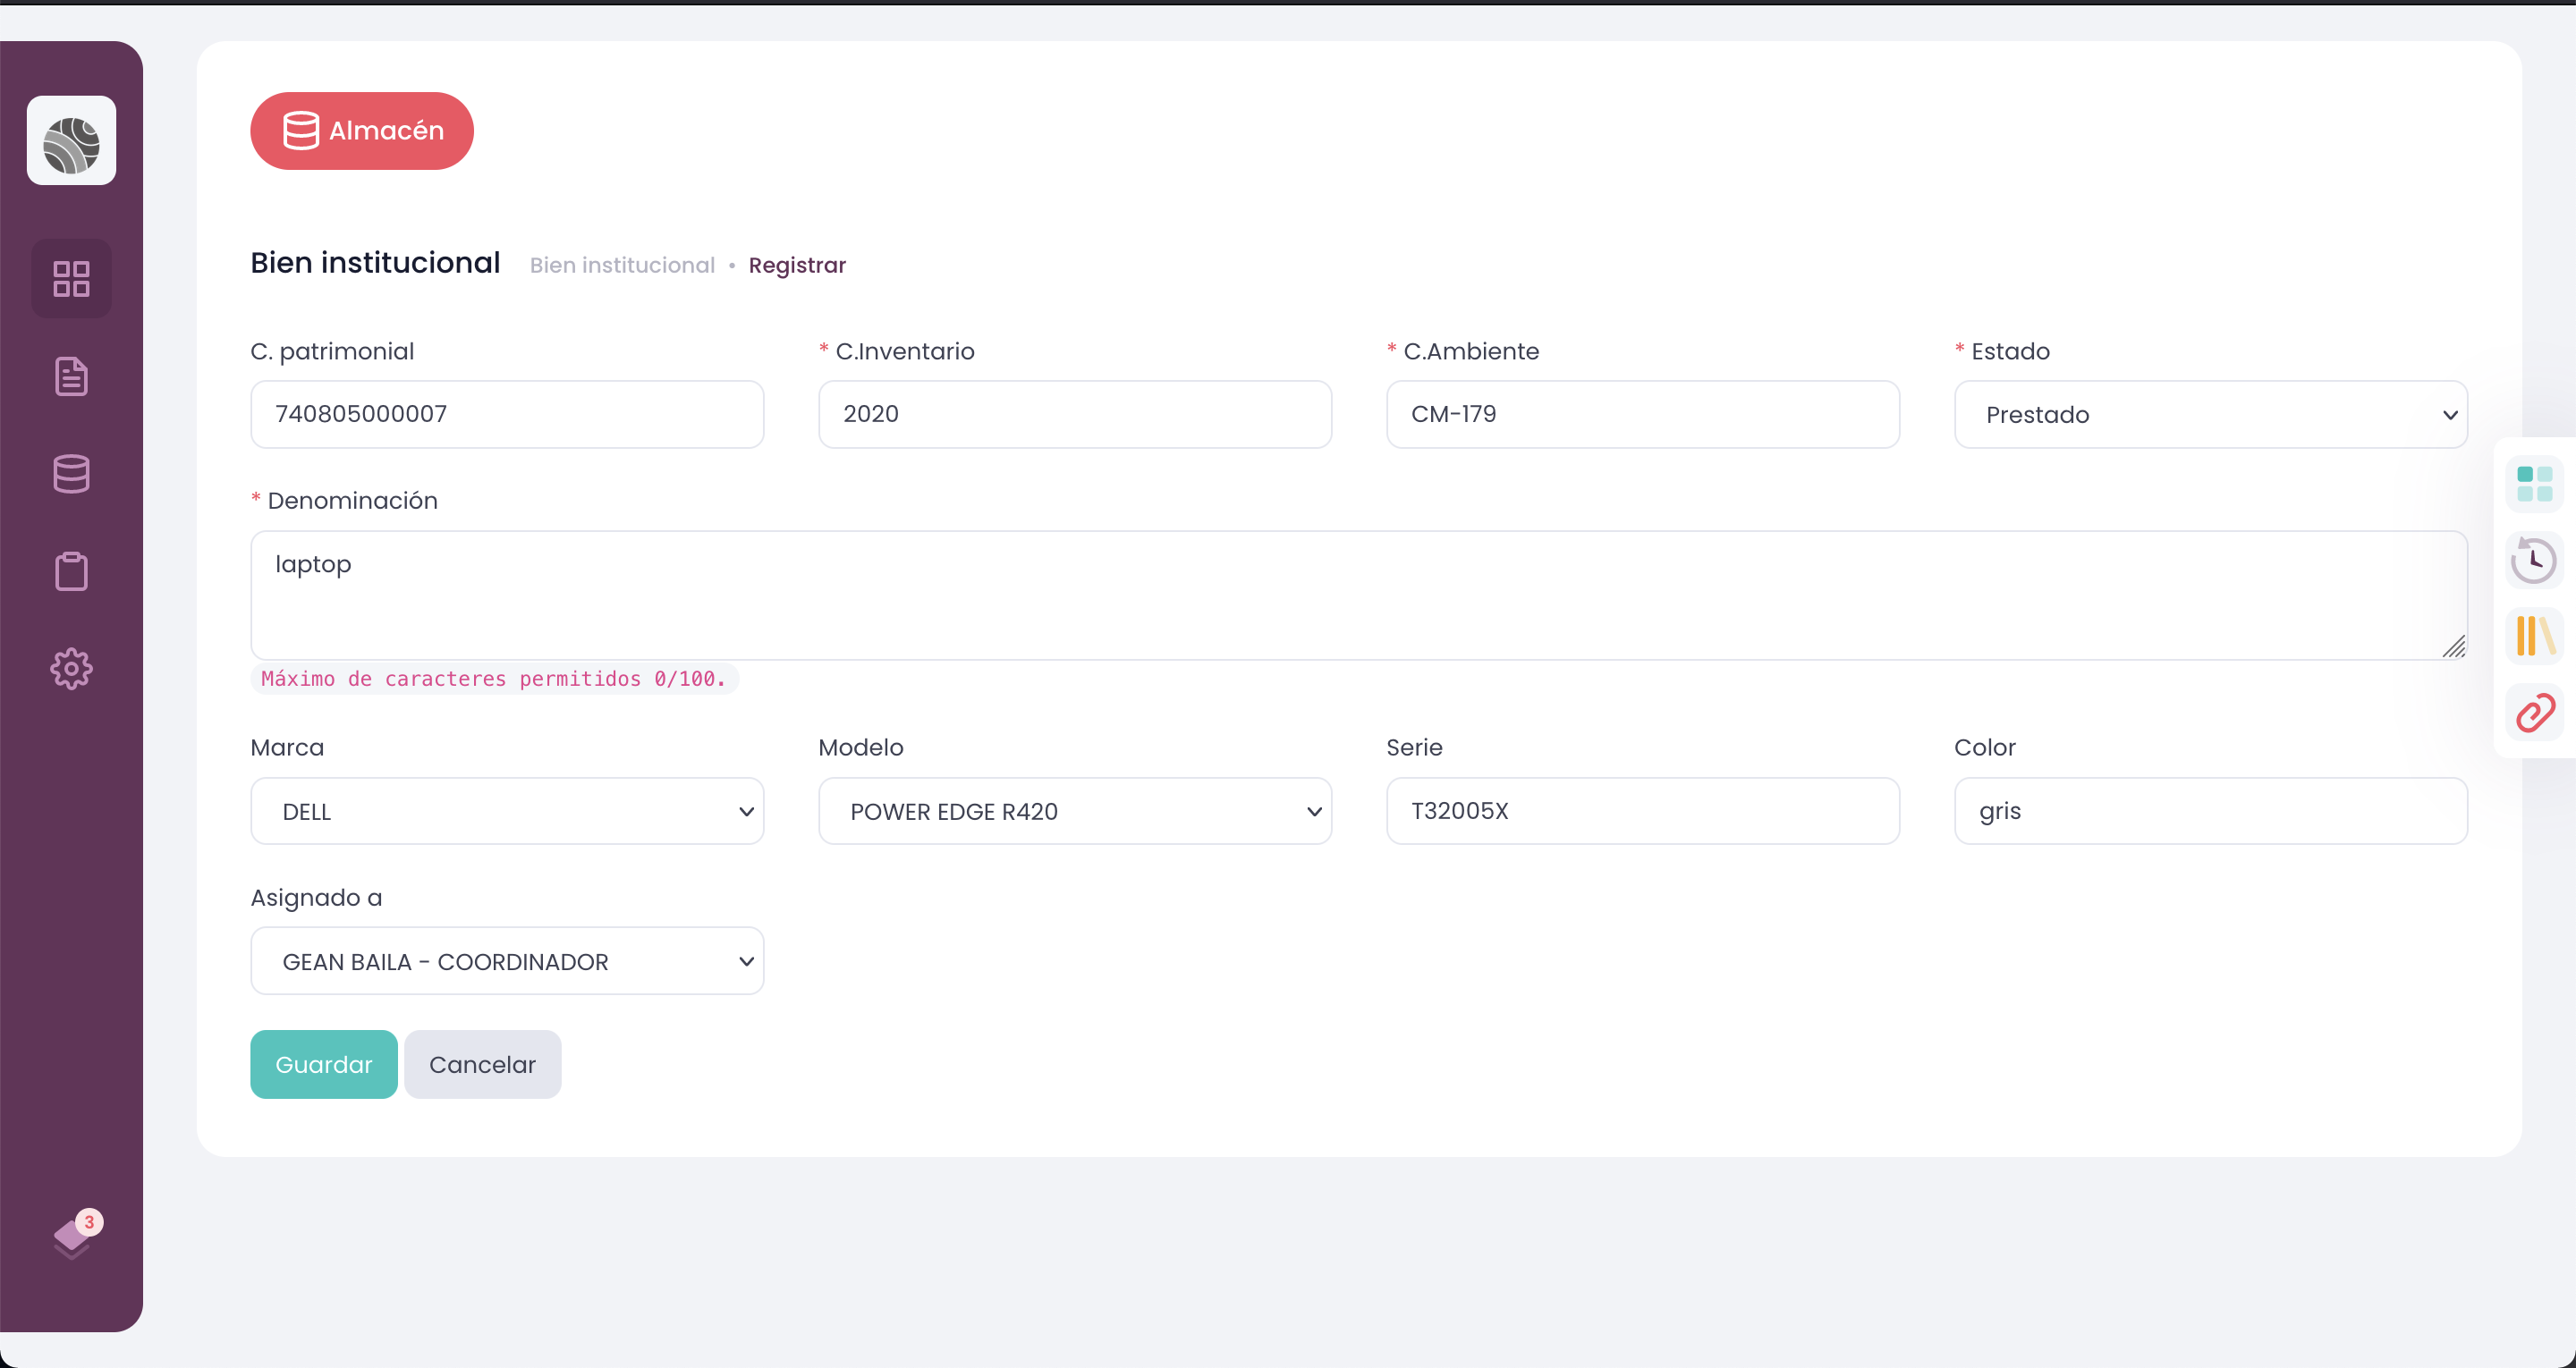 Almacén
Bien institucional Bien institucional • Registrar
C. patrimonial * C.Inventario * C.Ambiente * Estado
740805000007 2020 CM-179 Prestado
* Denominación
laptop
Máximo de caracteres permitidos 0/100.
Marca Modelo Serie Color
DELL POWER EDGE R420 T32005X gris
Asignado a
GEAN BAILA - COORDINADOR
Guardar Cancelar
3